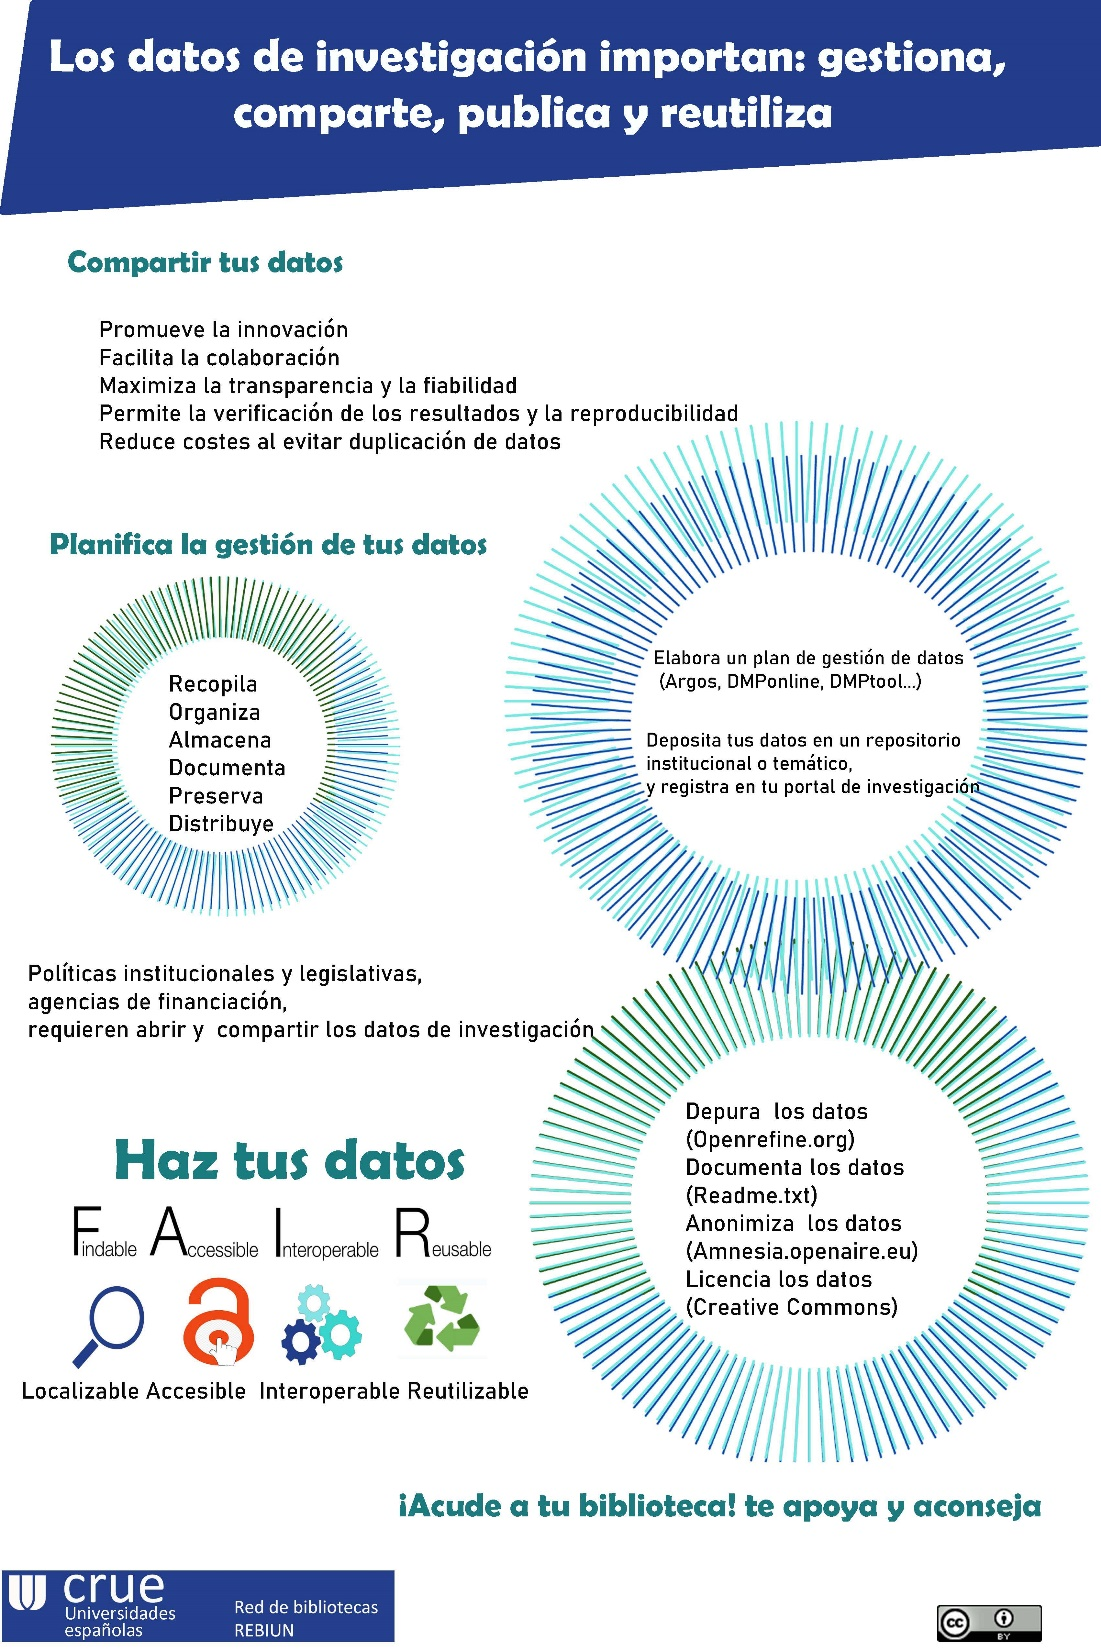 Los datos de investigación importan: gestiona,
comparte, publica y reutiliza
Compartir tus datos
Promueve la innovación
Facilita la colaboración
Maximiza la transparencia y la fiabilidad
Permite la verificación de los resultados y la reproducibilidad
Reduce costes al evitar duplicación de datos
Planifica la gestión de tus datos
Recopila
Organiza
Almacena
Documenta
Preserva
Distribuye
Elabora un plan de gestión de datos
(Argos, DMPonline, DMPtool...)
Deposita tus datos en un repositorio
institucional o temático,
y registra en tu portal de investigación
Políticas institucionales y legislativas,
agencias de financiación,
requieren abrir y compartir los datos de investigación
Depura los datos
(Openrefine.org)
Documenta los datos
(Readme.txt)
Anonimiza los datos
(Amnesia.openaire.eu)
Licencia los datos
(Creative Commons)
Haz tus datos
Findable Accessible Interoperable Reusable
Localizable Accesible Interoperable Reutilizable
¡Acude a tu biblioteca! te apoya y aconseja
crue
Universidades
españolas
Red de bibliotecas
REBIUN
cc
BY